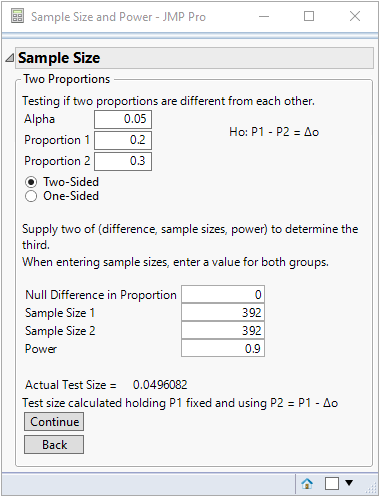 Sample Size and Power - JMP Pro
Sample Size
Two Proportions
Testing if two proportions are different from each other.
Alpha 0.05
Ho: P1 - P2 = Δo
Proportion 1 0.2
Proportion 2 0.3
Two-Sided
One-Sided
Supply two of (difference, sample sizes, power) to determine the
third.
When entering sample sizes, enter a value for both groups.
Null Difference in Proportion 0
Sample Size 1 392
Sample Size 2 392
Power 0.9
Actual Test Size = 0.0496082
Test size calculated holding P1 fixed and using P2 = P1 - Δo
Continue
Back